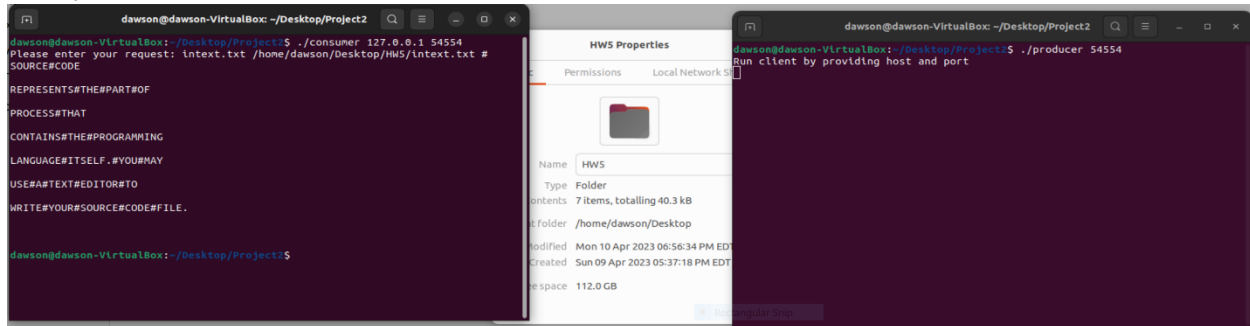 dawson@dawson-VirtualBox: ~/Desktop/Project2
dawson@dawson-VirtualBox:~/Desktop/Project2$ ./consumer 127.0.0.1 54554
Please enter your request: intext.txt /home/dawson/Desktop/HW5/intext.txt #
SOURCE#CODE
REPRESENTS#THE#PART#OF
PROCESS#THAT
CONTAINS#THE#PROGRAMMING
LANGUAGE#ITSELF.#YOU#MAY
USE#A#TEXT#EDITOR#TO
WRITE#YOUR#SOURCE#CODE#FILE.
dawson@dawson-VirtualBox:~/Desktop/Project2$
HW5 Properties
Permissions Local Network
Name HW5
Type Folder
ontents 7 items, totalling 40.3 kB
t folder /home/dawson/Desktop
Modified Mon 10 Apr 2023 06:56:34 PM EDT
Created Sun 09 Apr 2023 05:37:18 PM EDT
e space 112.0 GB
Rectangular Snip
dawson@dawson-VirtualBox: ~/Desktop/Project2
dawson@dawson-VirtualBox:~/Desktop/Project2$ ./producer 54554
Run client by providing host and port